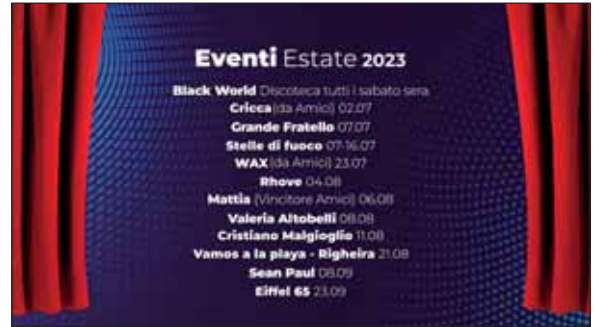 Eventi Estate 2023
Black World Discoteca tutti i sabato sera
Cricca (da Amici) 02.07
Grande Fratello 07.07
Stelle di fuoco 07-16.07
WAX (da Amici) 23.07
Rhove 04.08
Mattia (Vincitore Amici) 06.08
Valeria Altobelli 08.08
Cristiano Malgioglio 11.08
Vamos a la playa - Righeira 21.08
Sean Paul 08.09
Eiffel 65 23.09